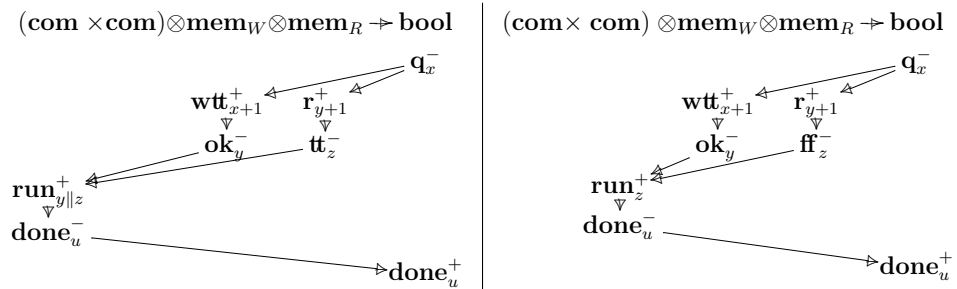 (com ×com)⊗mem_W⊗mem_R ⇸ bool
q_x^-
wtt_{x+1}^+ r_{y+1}^+
ok_y^- tt_z^-
run_{y∥z}^+
done_u^-
done_u^+
(com× com) ⊗mem_W⊗mem_R ⇸ bool
q_x^-
wtt_{x+1}^+ r_{y+1}^+
ok_y^- ff_z^-
run_z^+
done_u^-
done_u^+